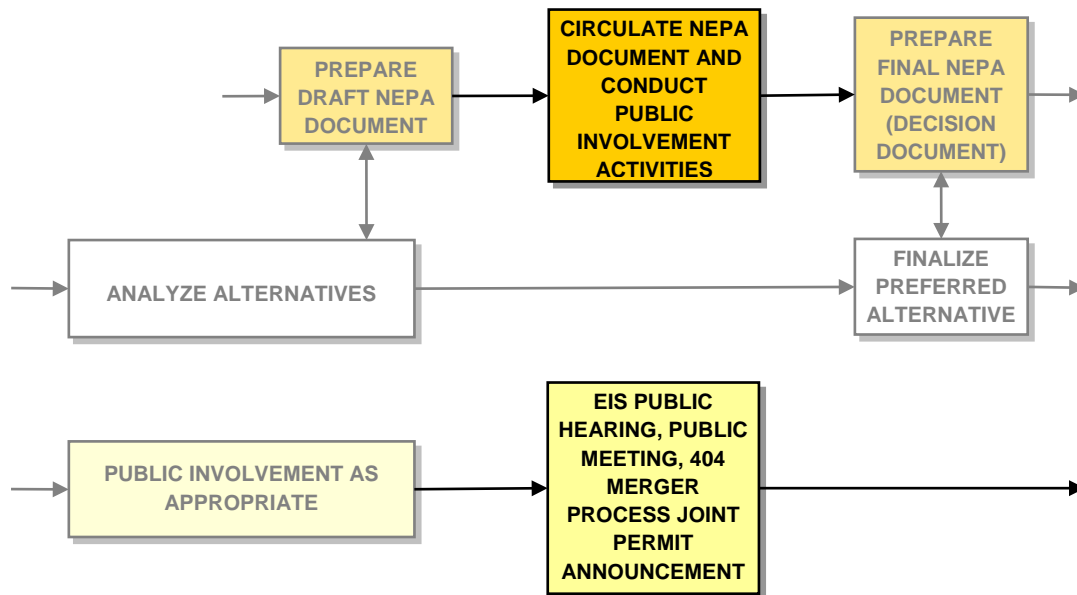 PREPARE
DRAFT NEPA
DOCUMENT
CIRCULATE NEPA
DOCUMENT AND
CONDUCT
PUBLIC
INVOLVEMENT
ACTIVITIES
PREPARE
FINAL NEPA
DOCUMENT
(DECISION
DOCUMENT)
ANALYZE ALTERNATIVES
FINALIZE
PREFERRED
ALTERNATIVE
PUBLIC INVOLVEMENT AS
APPROPRIATE
EIS PUBLIC
HEARING, PUBLIC
MEETING, 404
MERGER
PROCESS JOINT
PERMIT
ANNOUNCEMENT